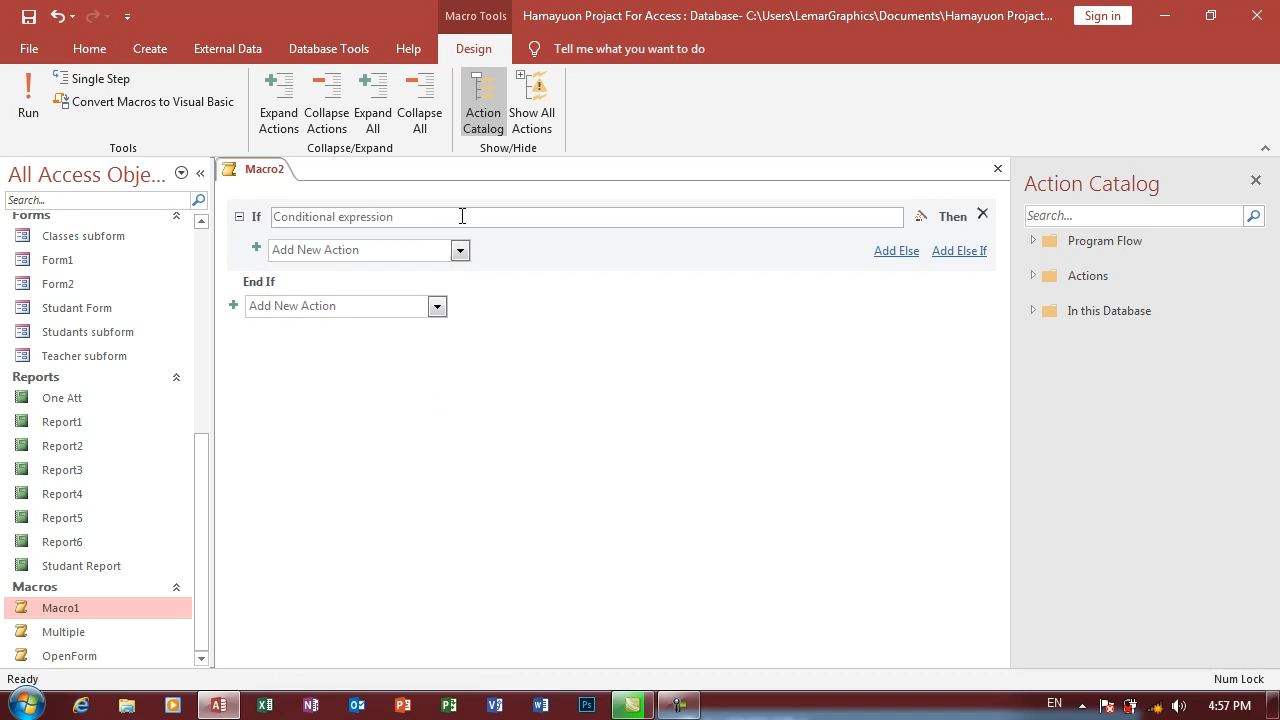 Macro Tools
Hamayuon Projact For Access : Database- C:\Users\LemarGraphics\Documents\Hamayuon Projact...
Sign in
File
Home
Create
External Data
Database Tools
Help
Design
Tell me what you want to do
Run
Single Step
Convert Macros to Visual Basic
Tools
Expand Actions
Collapse Actions
Expand All
Collapse All
Collapse/Expand
Action Catalog
Show All Actions
Show/Hide
All Access Obje...
Search...
Forms
Classes subform
Form1
Form2
Student Form
Students subform
Teacher subform
Reports
One Att
Report1
Report2
Report3
Report4
Report5
Report6
Student Report
Macros
Macro1
Multiple
OpenForm
Macro2
If Conditional expression Then
Add New Action
Add Else Add Else If
End If
Add New Action
Action Catalog
Search...
Program Flow
Actions
In this Database
Ready
Num Lock
EN
4:57 PM